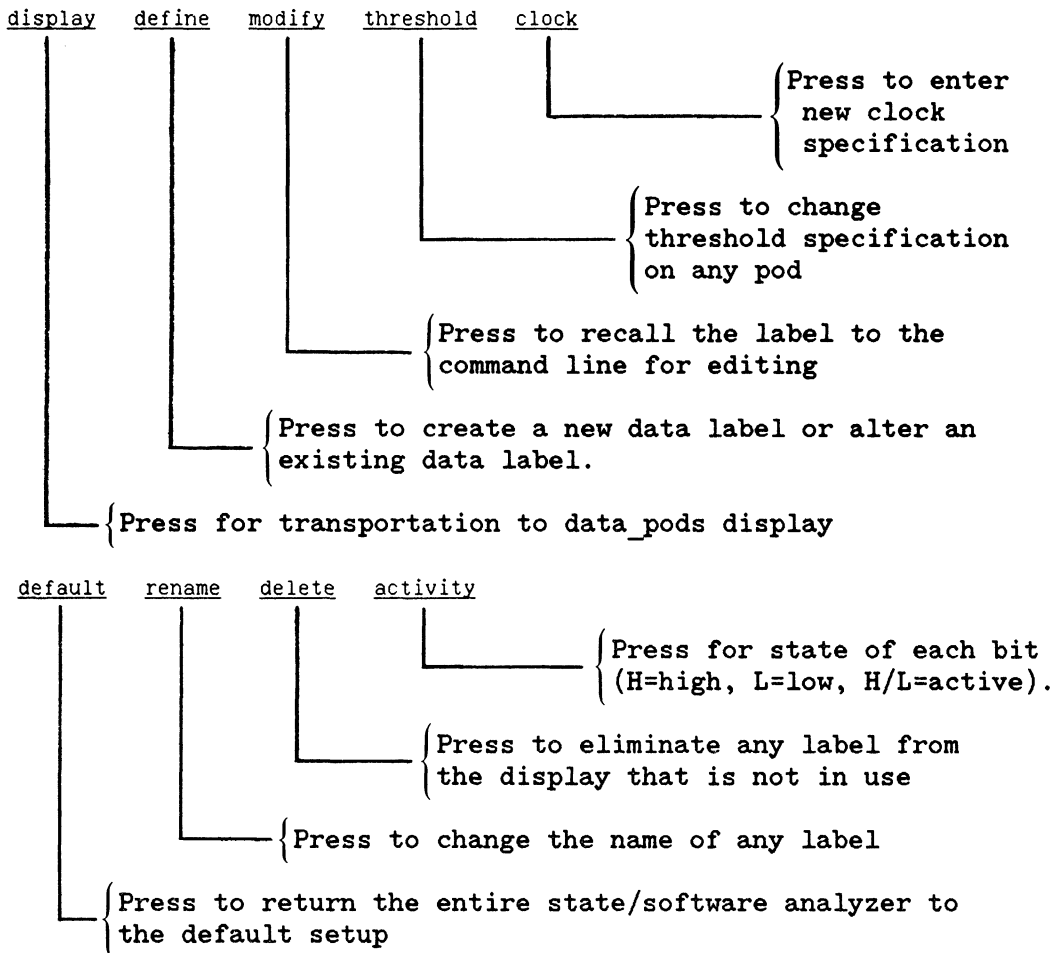 display define modify threshold clock
Press to enter
new clock
specification
Press to change
threshold specification
on any pod
Press to recall the label to the
command line for editing
Press to create a new data label or alter an
existing data label.
Press for transportation to data_pods display
default rename delete activity
Press for state of each bit
(H=high, L=low, H/L=active).
Press to eliminate any label from
the display that is not in use
Press to change the name of any label
Press to return the entire state/software analyzer to
the default setup